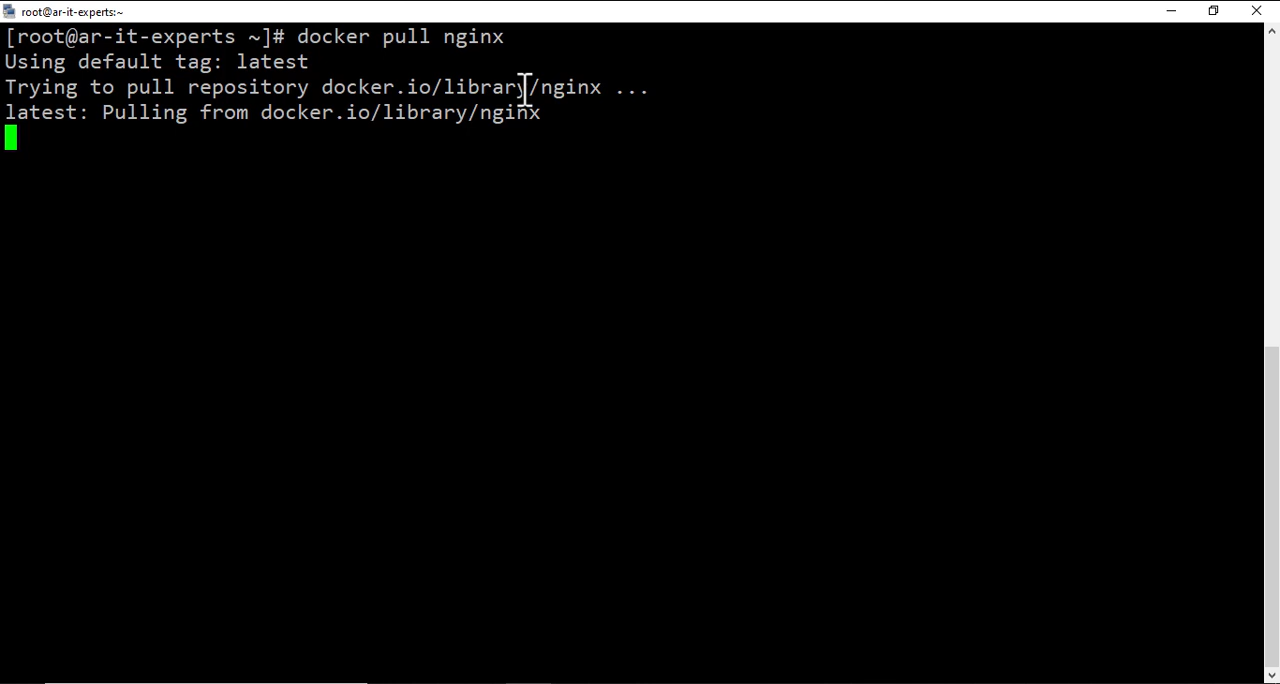 root@ar-it-experts:~
[root@ar-it-experts ~]# docker pull nginx
Using default tag: latest
Trying to pull repository docker.io/library/nginx ...
latest: Pulling from docker.io/library/nginx